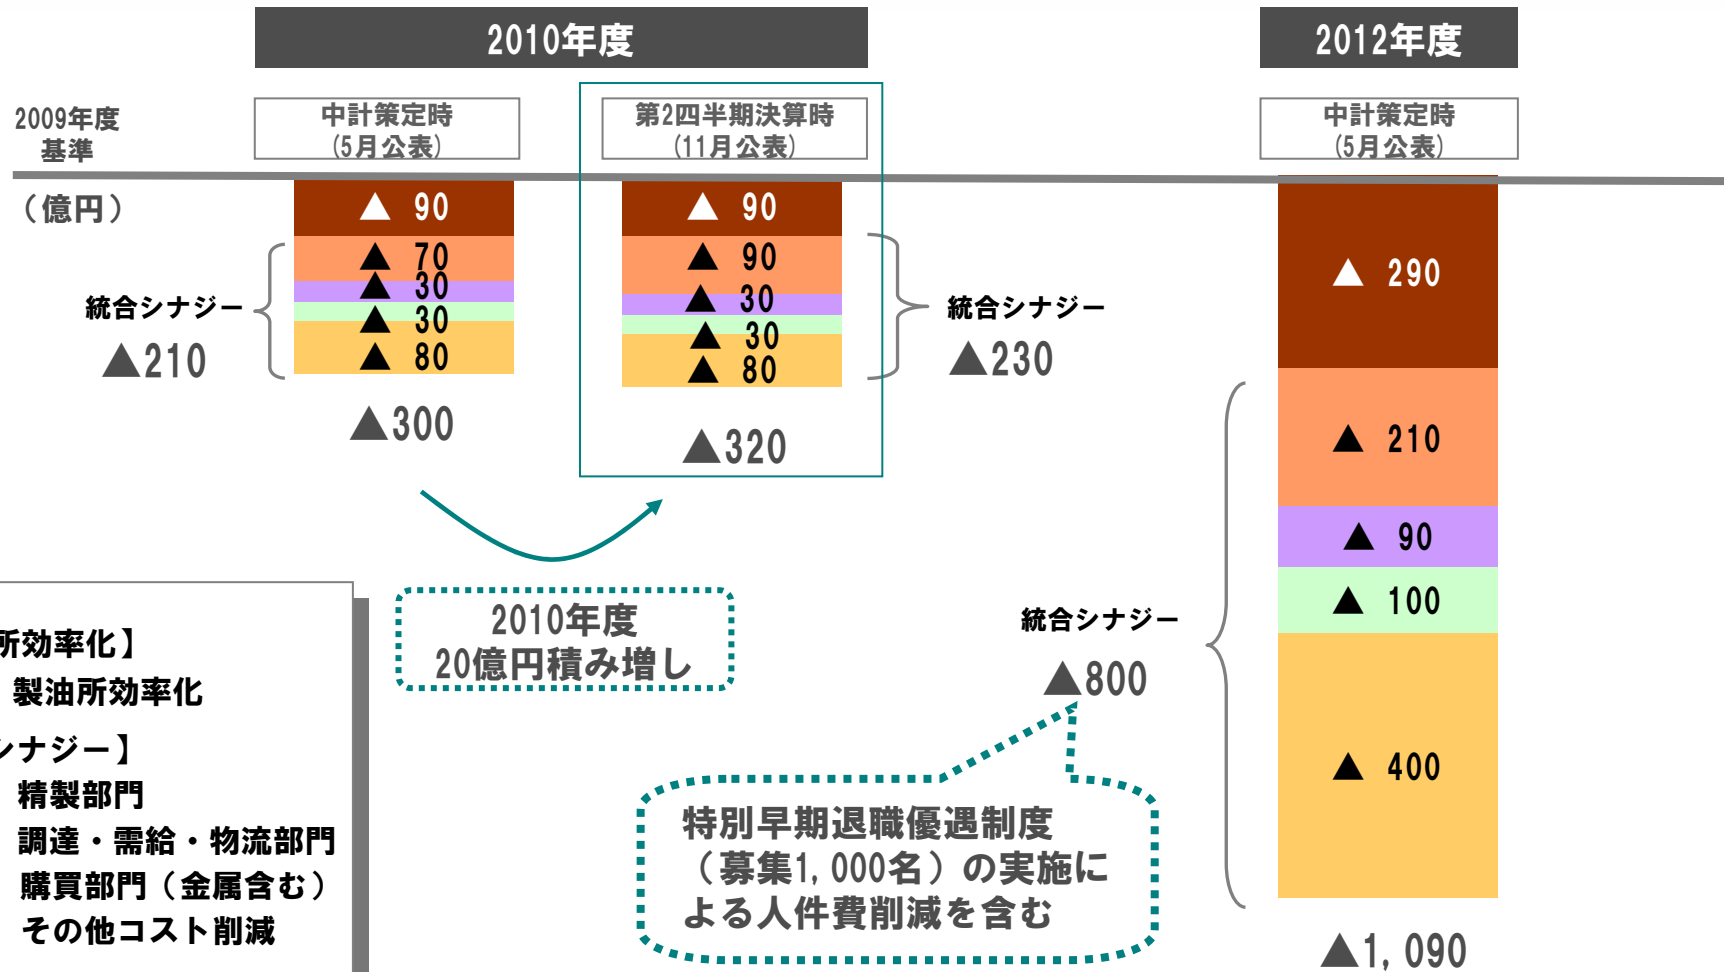 2010年度
2012年度
2009年度
基準
中計策定時
(5月公表)
第2四半期決算時
(11月公表)
中計策定時
(5月公表)
（億円）
▲ 90
▲ 70
▲ 30
▲ 30
▲ 80
統合シナジー
▲210
▲300
▲ 90
▲ 90
▲ 30
▲ 30
▲ 80
統合シナジー
▲230
▲320
▲ 290
▲ 210
▲ 90
▲ 100
▲ 400
統合シナジー
▲800
▲1,090
2010年度
20億円積み増し
特別早期退職優遇制度
（募集1,000名）の実施に
よる人件費削減を含む
所効率化】
製油所効率化
シナジー】
精製部門
調達・需給・物流部門
購買部門（金属含む）
その他コスト削減